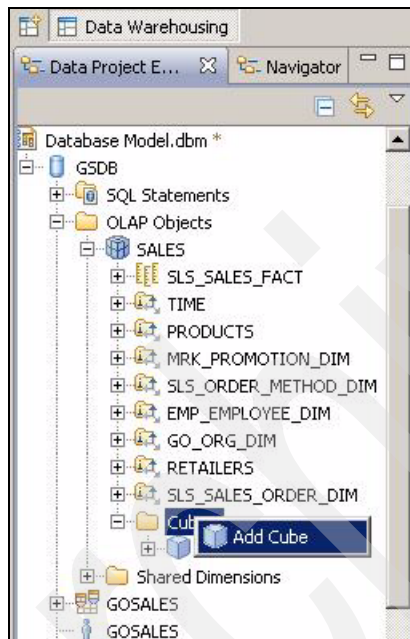 Data Warehousing
Data Project E...
Navigator
Database Model.dbm *
GSDB
SQL Statements
OLAP Objects
SALES
SLS_SALES_FACT
TIME
PRODUCTS
MRK_PROMOTION_DIM
SLS_ORDER_METHOD_DIM
EMP_EMPLOYEE_DIM
GO_ORG_DIM
RETAILERS
SLS_SALES_ORDER_DIM
Cub
Add Cube
Shared Dimensions
GOSALES
GOSALES